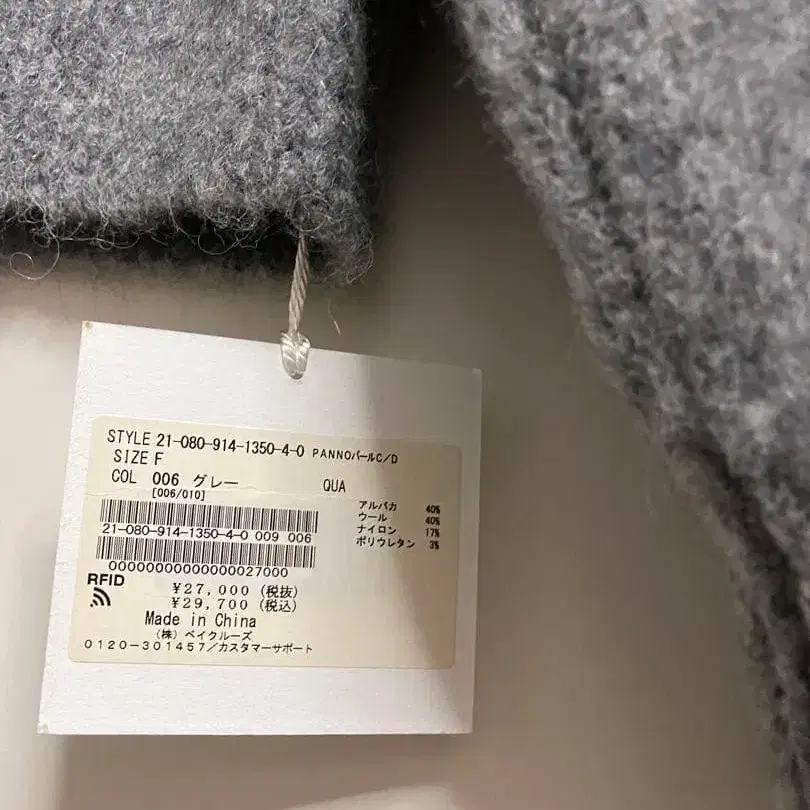 STYLE 21-080-914-1350-4-0 PANNOパールC/D
SIZE F
COL 006 グレー QUA
[006/010]
アルパカ 40%
ウール 40%
ナイロン 17%
ポリウレタン 3%
21-080-914-1350-4-0 009 006
00000000000000027000
RFID
¥27,000 (税抜)
¥29,700 (税込)
Made in China
(株) ベイクルーズ
0120-301457/カスタマーサポート